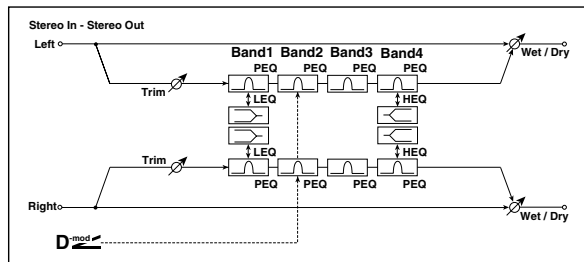 Stereo In - Stereo Out
Left
Band1 Band2 Band3 Band4
PEQ PEQ PEQ PEQ
Wet / Dry
Trim
LEQ HEQ
LEQ HEQ
Trim
PEQ PEQ PEQ PEQ
Right
Wet / Dry
D-mod